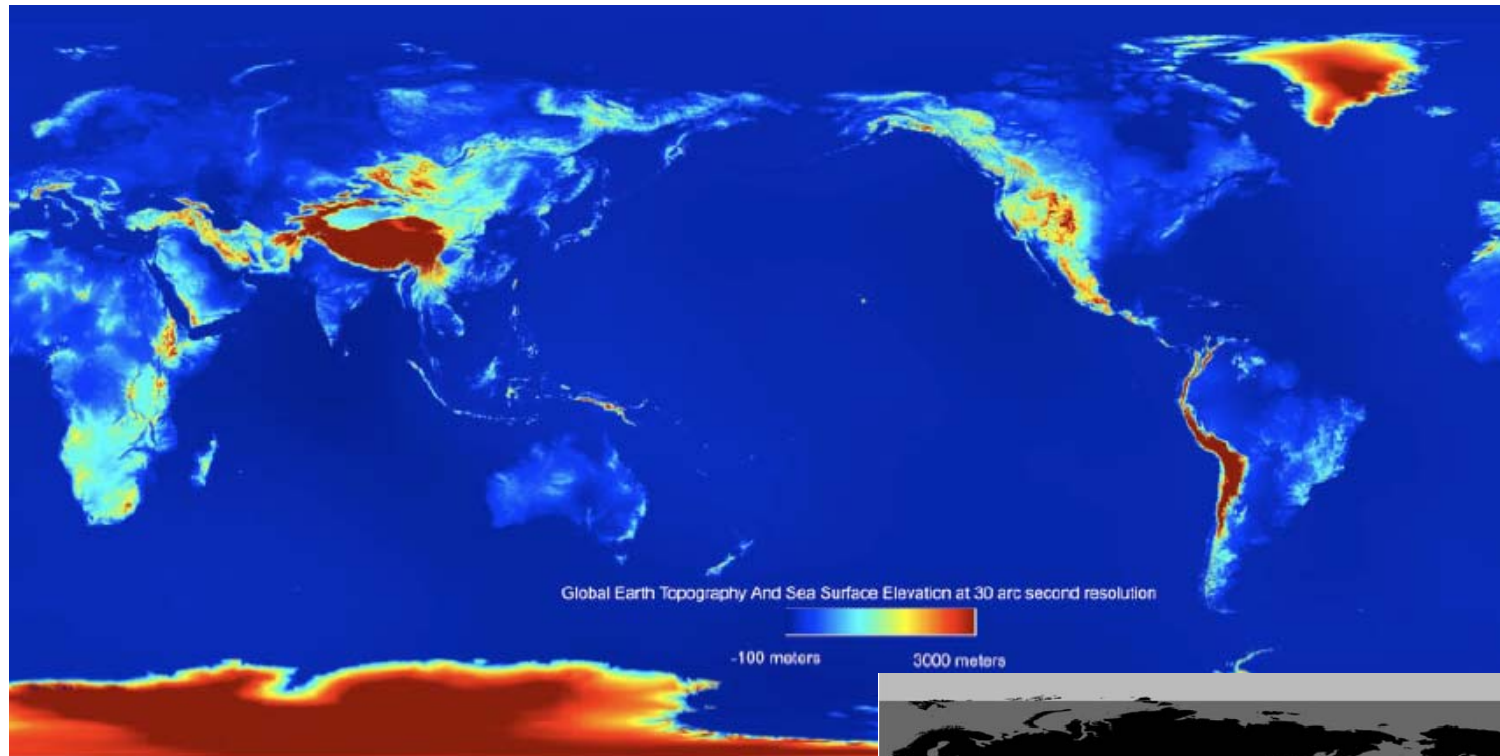 Global Earth Topography And Sea Surface Elevation at 30 arc second resolution
-100 meters 3000 meters